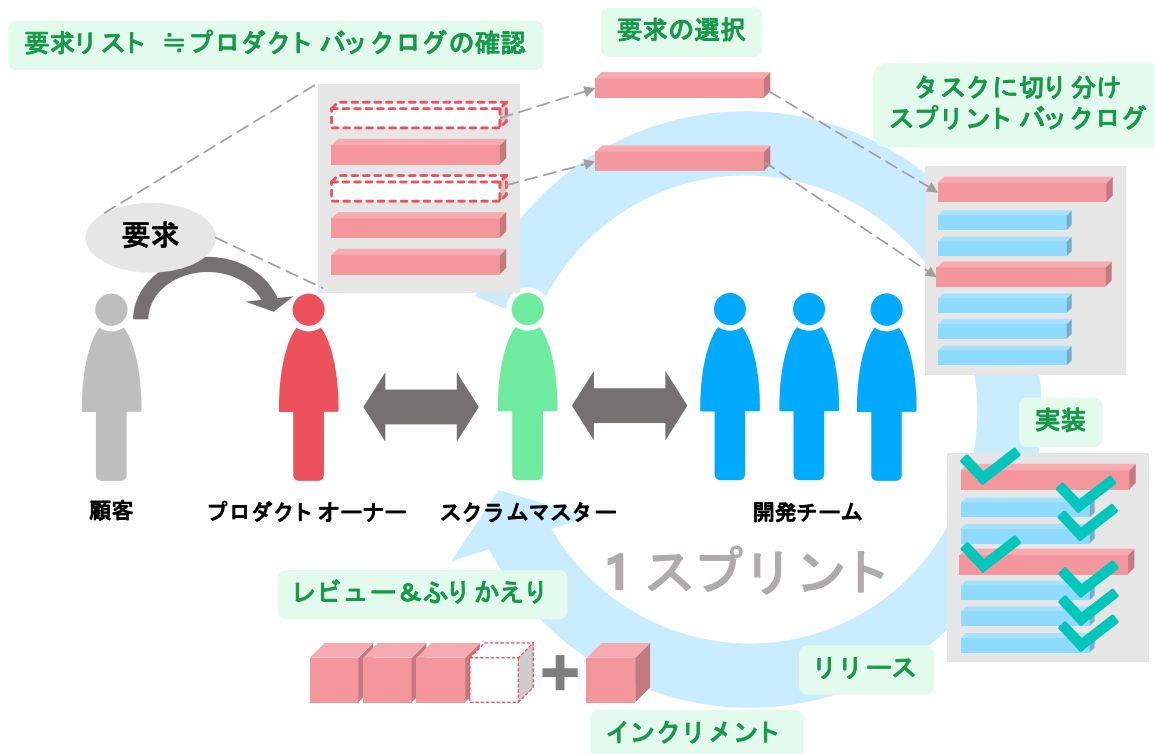 要求リスト ≒プロダクトバックログの確認
要求の選択
タスクに切り分け
スプリントバックログ
要求
実装
顧客
プロダクトオーナー
スクラムマスター
開発チーム
1スプリント
レビュー&ふりかえり
リリース
インクリメント